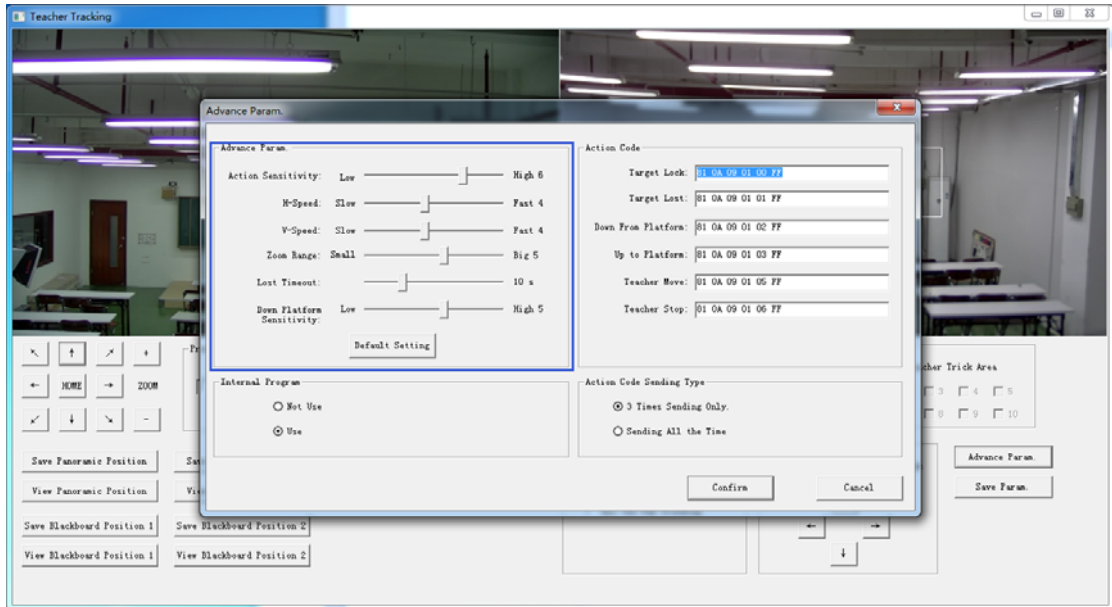 Teacher Tracking
Advance Param.
Advance Param.
Action Sensitivity: Low High 6
H-Speed: Slow Fast 4
V-Speed: Slow Fast 4
Zoom Range: Small Big 5
Lost Timeout: 10 s
Down Platform Sensitivity: Low High 5
Default Setting
Action Code
Target Lock: 81 0A 09 01 00 FF
Target Lost: 81 0A 09 01 01 FF
Down From Platform: 81 0A 09 01 02 FF
Up to Platform: 81 0A 09 01 03 FF
Teacher Move: 81 0A 09 01 05 FF
Teacher Stop: 81 0A 09 01 06 FF
Internal Program
Not Use
Use
Action Code Sending Type
3 Times Sending Only.
Sending All the Time
Confirm Cancel
HOME ZOOM
Trick Area
3 4 5
8 9 10
Save Panoramic Position
View Panoramic Position
Save Blackboard Position 1 Save Blackboard Position 2
View Blackboard Position 1 View Blackboard Position 2
Advance Param.
Save Param.